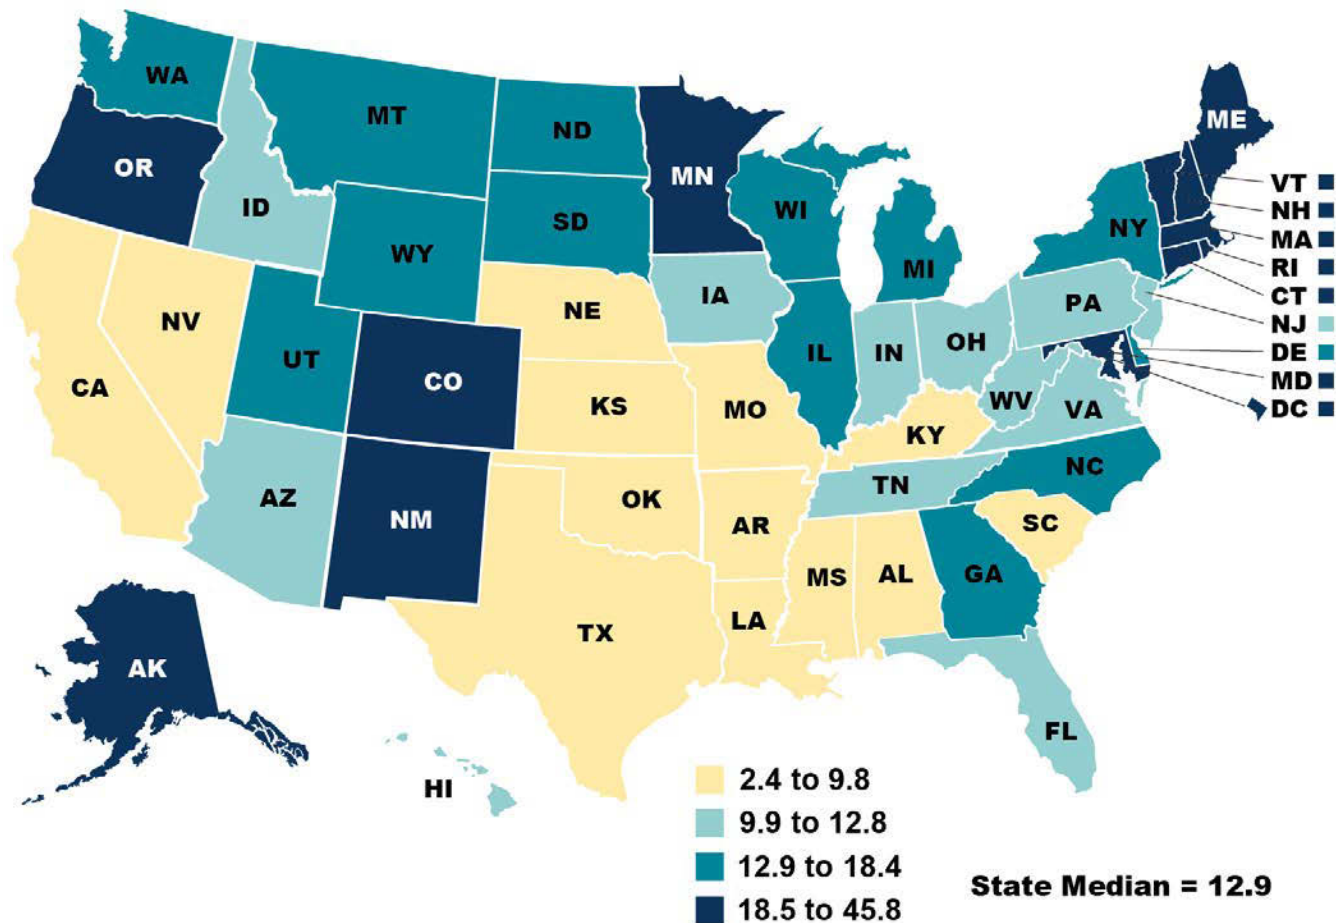 WA
MT
ND
MN
ME
OR
ID
WY
SD
WI
MI
NY
VT
NH
MA
RI
CT
NJ
DE
MD
DC
NV
UT
CO
NE
IA
IL
IN
OH
PA
WV
VA
CA
KS
MO
KY
AZ
NM
OK
AR
TN
NC
SC
TX
LA
MS
AL
GA
FL
AK
HI
2.4 to 9.8
9.9 to 12.8
12.9 to 18.4
18.5 to 45.8
State Median = 12.9